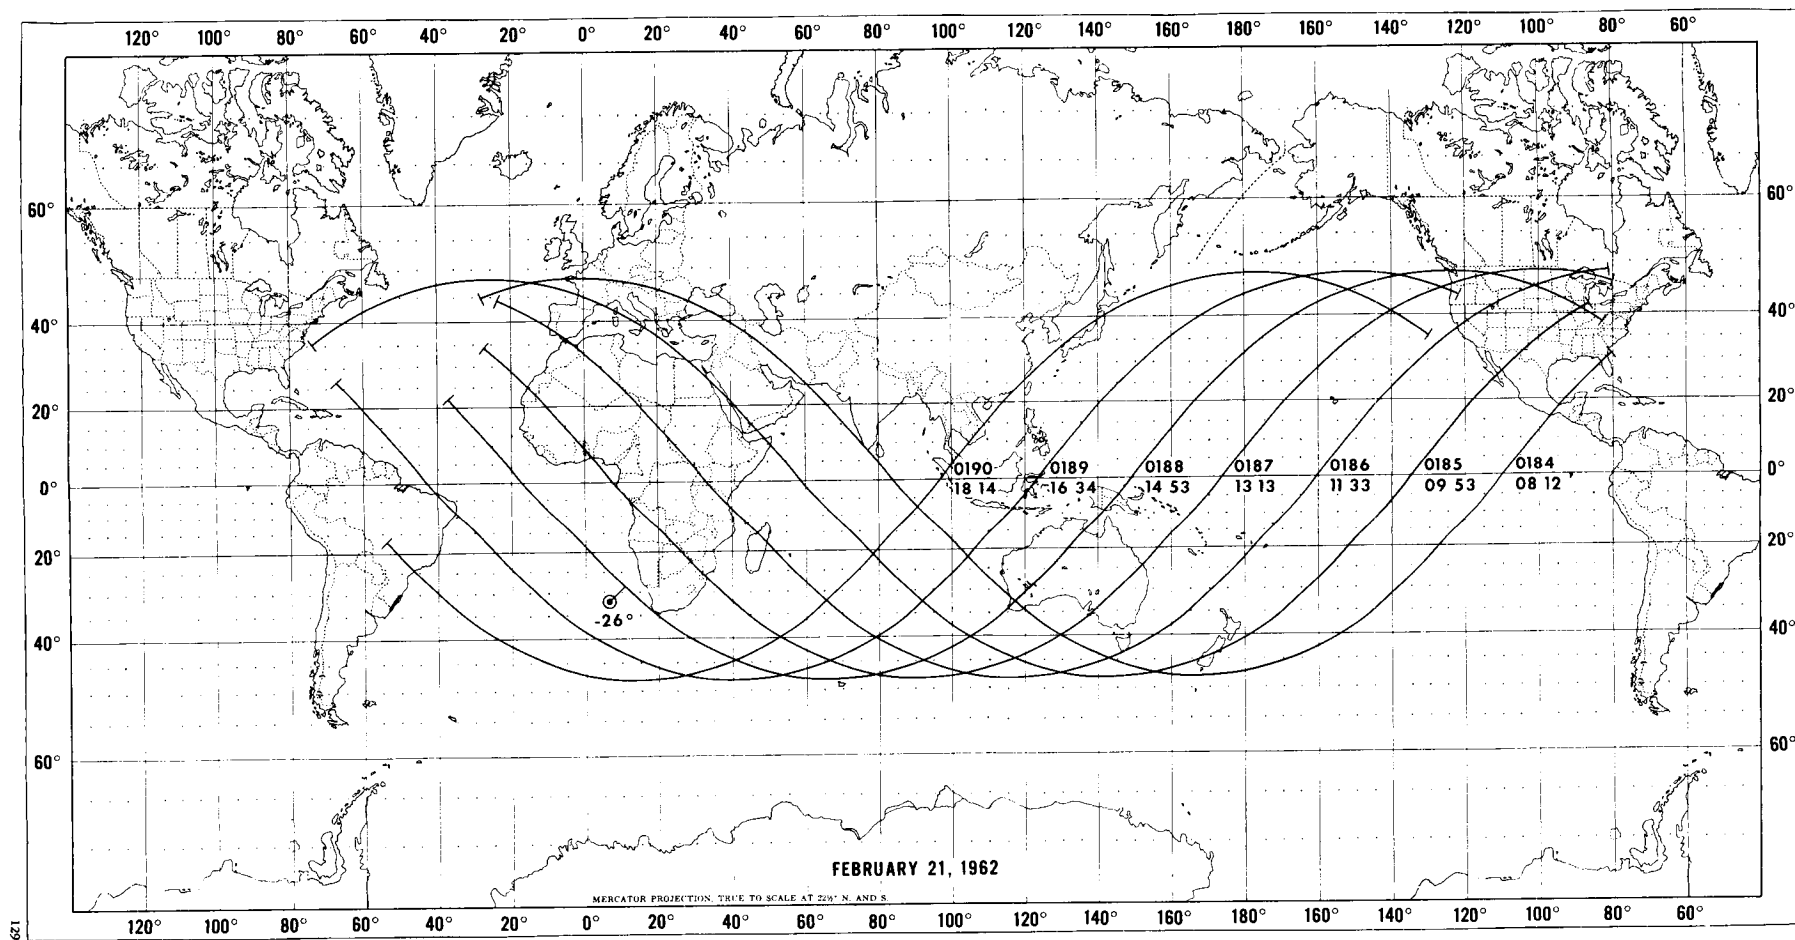 120° 100° 80° 60° 40° 20° 0° 20° 40° 60° 80° 100° 120° 140° 160° 180° 160° 140° 120° 100° 80° 60°
60° 60°
40° 40°
20° 20°
0190 0189 0188 0187 0186 0185 0184 0°
0° 18 14 16 34 14 53 13 13 11 33 09 53 08 12
20° 20°
-26°
40° 40°
60° 60°
FEBRUARY 21, 1962
MERCATOR PROJECTION, TRUE TO SCALE AT 22½° N. AND S.
120° 100° 80° 60° 40° 20° 0° 20° 40° 60° 80° 100° 120° 140° 160° 180° 160° 140° 120° 100° 80° 60°
129